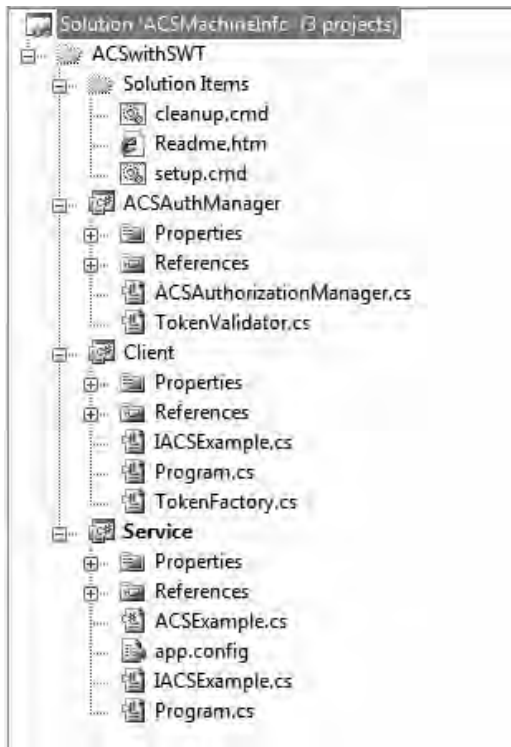 Solution 'ACSMachineInfo' (3 projects)
ACSwithSWT
Solution Items
cleanup.cmd
Readme.htm
setup.cmd
ACSAuthManager
Properties
References
ACSAuthorizationManager.cs
TokenValidator.cs
Client
Properties
References
IACSExample.cs
Program.cs
TokenFactory.cs
Service
Properties
References
ACSExample.cs
app.config
IACSExample.cs
Program.cs